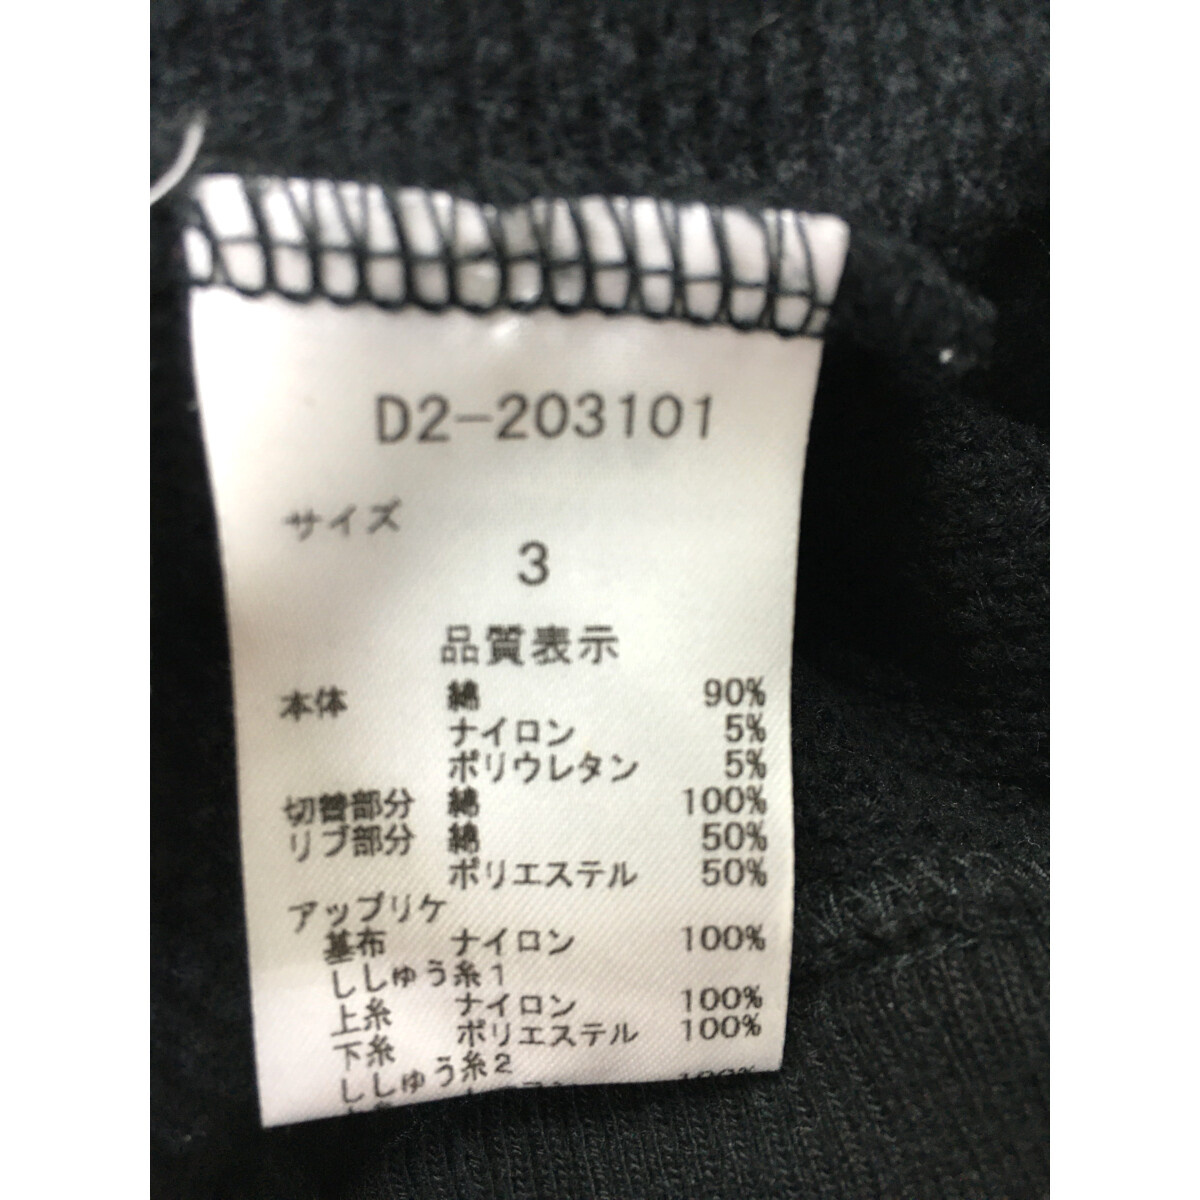 D2-203101
サイズ
3
品質表示
本体 綿 90%
ナイロン 5%
ポリウレタン 5%
切替部分 綿 100%
リブ部分 綿 50%
ポリエステル 50%
アップリケ
基布 ナイロン 100%
ししゅう糸1
上糸 ナイロン 100%
下糸 ポリエステル 100%
ししゅう糸2